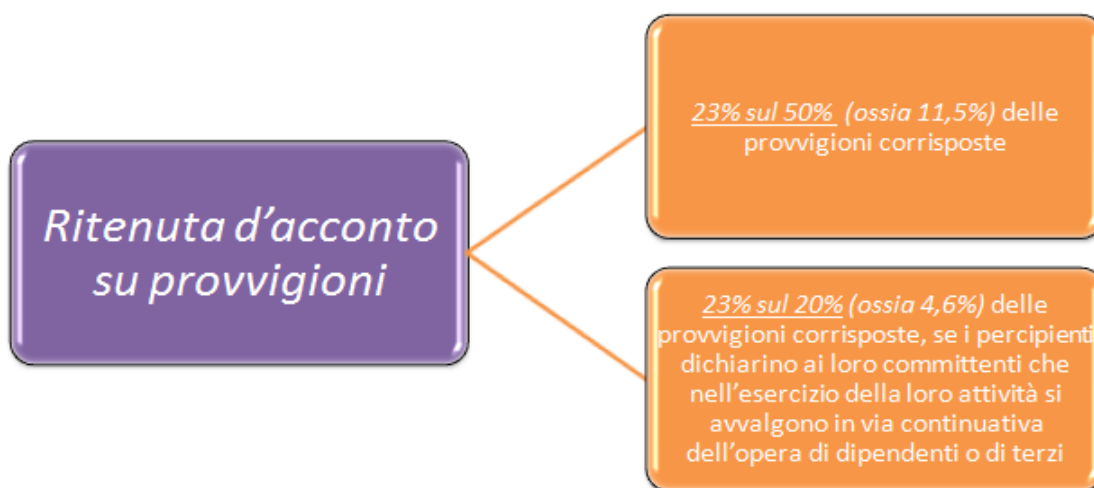 Ritenuta d'acconto
su provvigioni
23% sul 50% (ossia 11,5%) delle
provvigioni corrisposte
23% sul 20% (ossia 4,6%) delle
provvigioni corrisposte, se i percipienti
dichiarino ai loro committenti che
nell'esercizio della loro attività si
avvalgono in via continuativa
dell'opera di dipendenti o di terzi